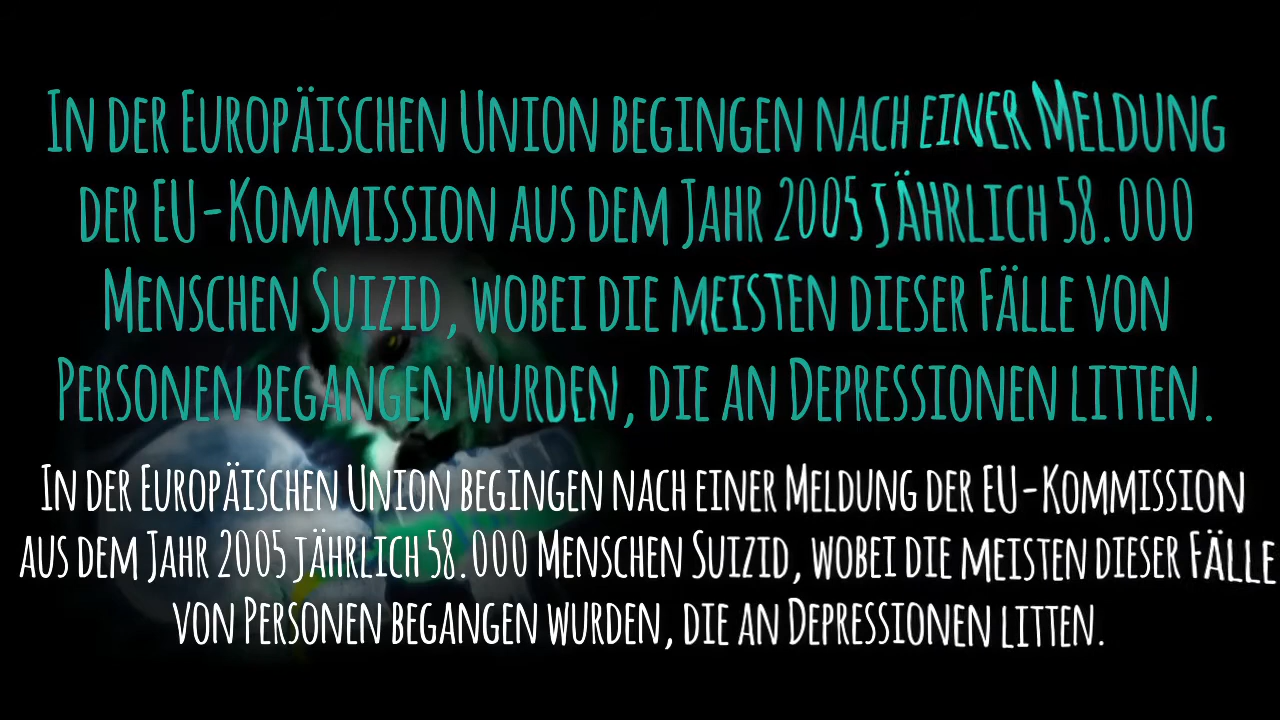 In der Europäischen Union begingen nach einer Meldung
der EU-Kommission aus dem Jahr 2005 jährlich 58.000
Menschen Suizid, wobei die meisten dieser Fälle von
Personen begangen wurden, die an Depressionen litten.
In der Europäischen Union begingen nach einer Meldung der EU-Kommission
aus dem Jahr 2005 jährlich 58.000 Menschen Suizid, wobei die meisten dieser Fälle
von Personen begangen wurden, die an Depressionen litten.